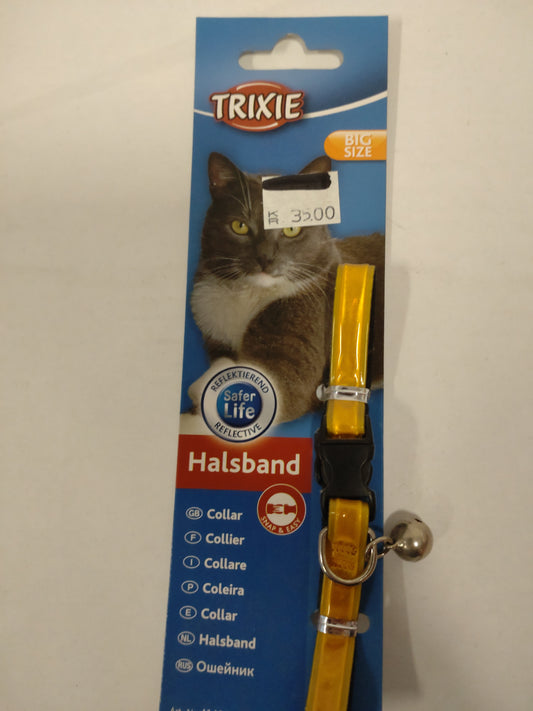 TRIXIE
BIG
SIZE
KR. 35.00
REFLEKTIEREND
Safer
Life
REFLECTIVE
Halsband
SNAP & EASY
GB Collar
F Collier
I Collare
P Coleira
E Collar
NL Halsband
RUS Ошейник